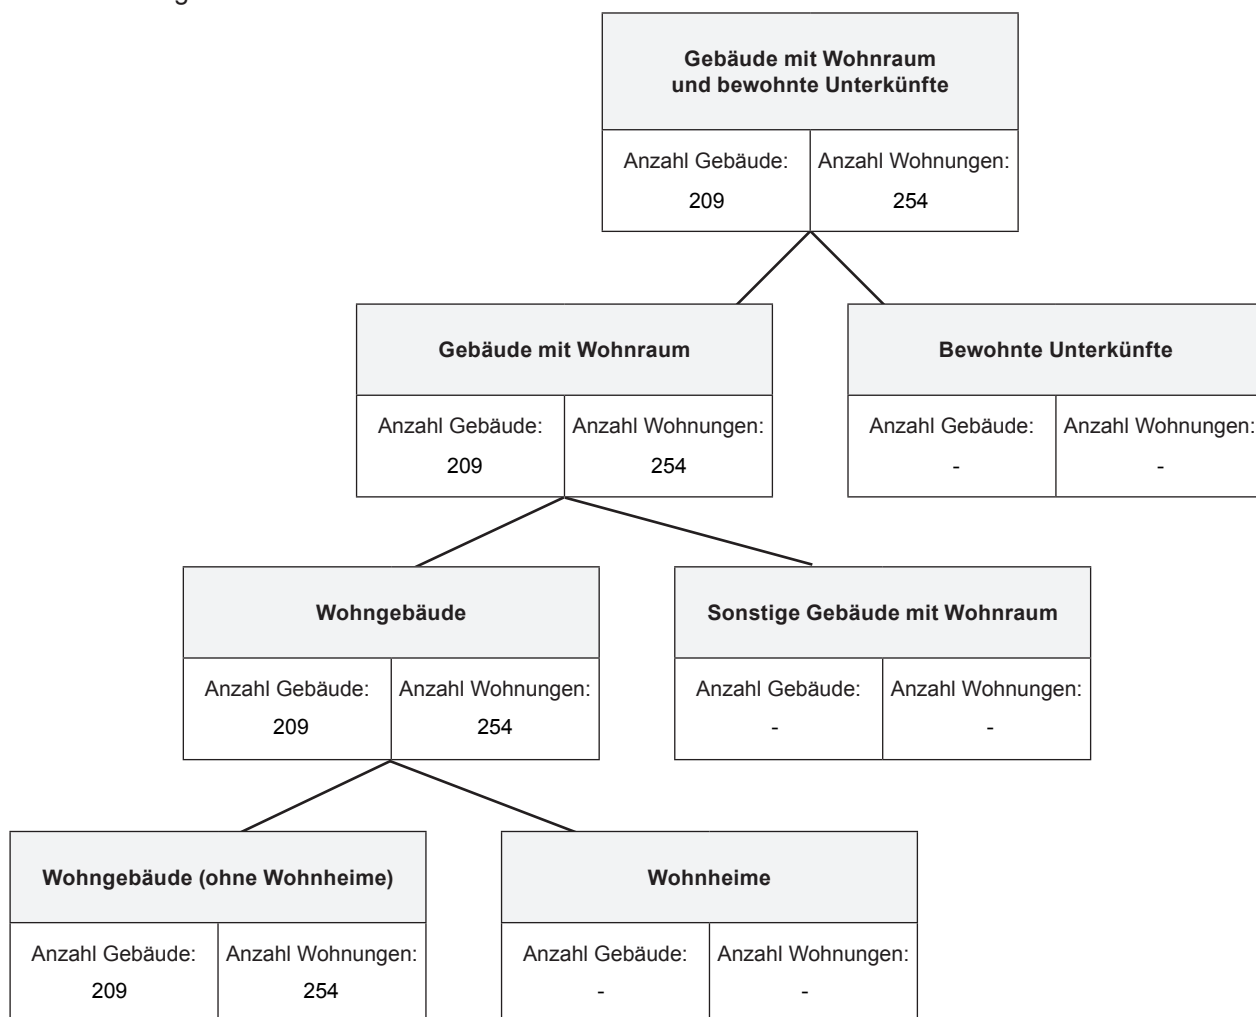 Gebäude mit Wohnraum
und bewohnte Unterkünfte
Anzahl Gebäude: Anzahl Wohnungen:
209 254
Gebäude mit Wohnraum
Anzahl Gebäude: Anzahl Wohnungen:
209 254
Bewohnte Unterkünfte
Anzahl Gebäude: Anzahl Wohnungen:
- -
Wohngebäude
Anzahl Gebäude: Anzahl Wohnungen:
209 254
Sonstige Gebäude mit Wohnraum
Anzahl Gebäude: Anzahl Wohnungen:
- -
Wohngebäude (ohne Wohnheime)
Anzahl Gebäude: Anzahl Wohnungen:
209 254
Wohnheime
Anzahl Gebäude: Anzahl Wohnungen:
- -